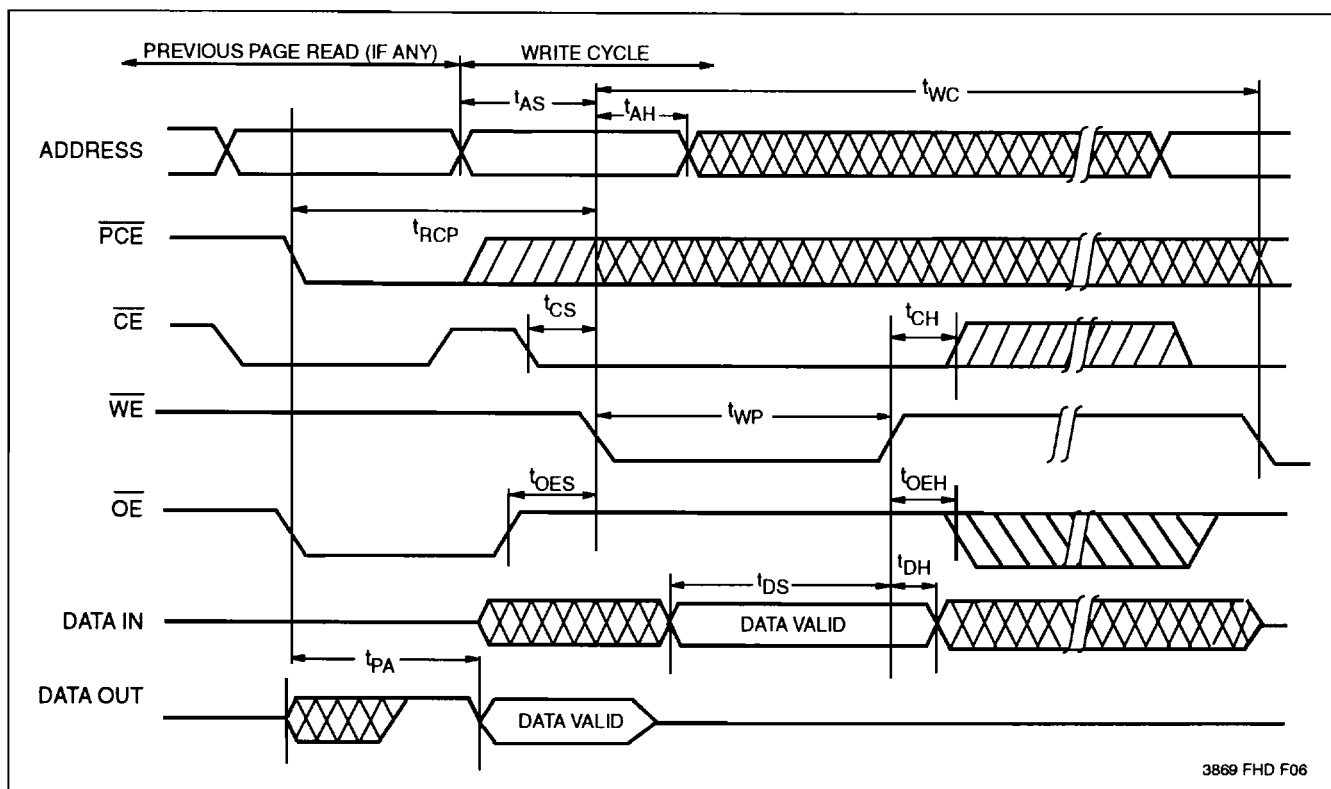 PREVIOUS PAGE READ (IF ANY) WRITE CYCLE
tAS tWC
tAH
ADDRESS
tRCP
PCE
tCS tCH
CE
tWP
WE
tOES tOEH
OE
tDS tDH
DATA IN DATA VALID
tPA
DATA OUT DATA VALID
3869 FHD F06